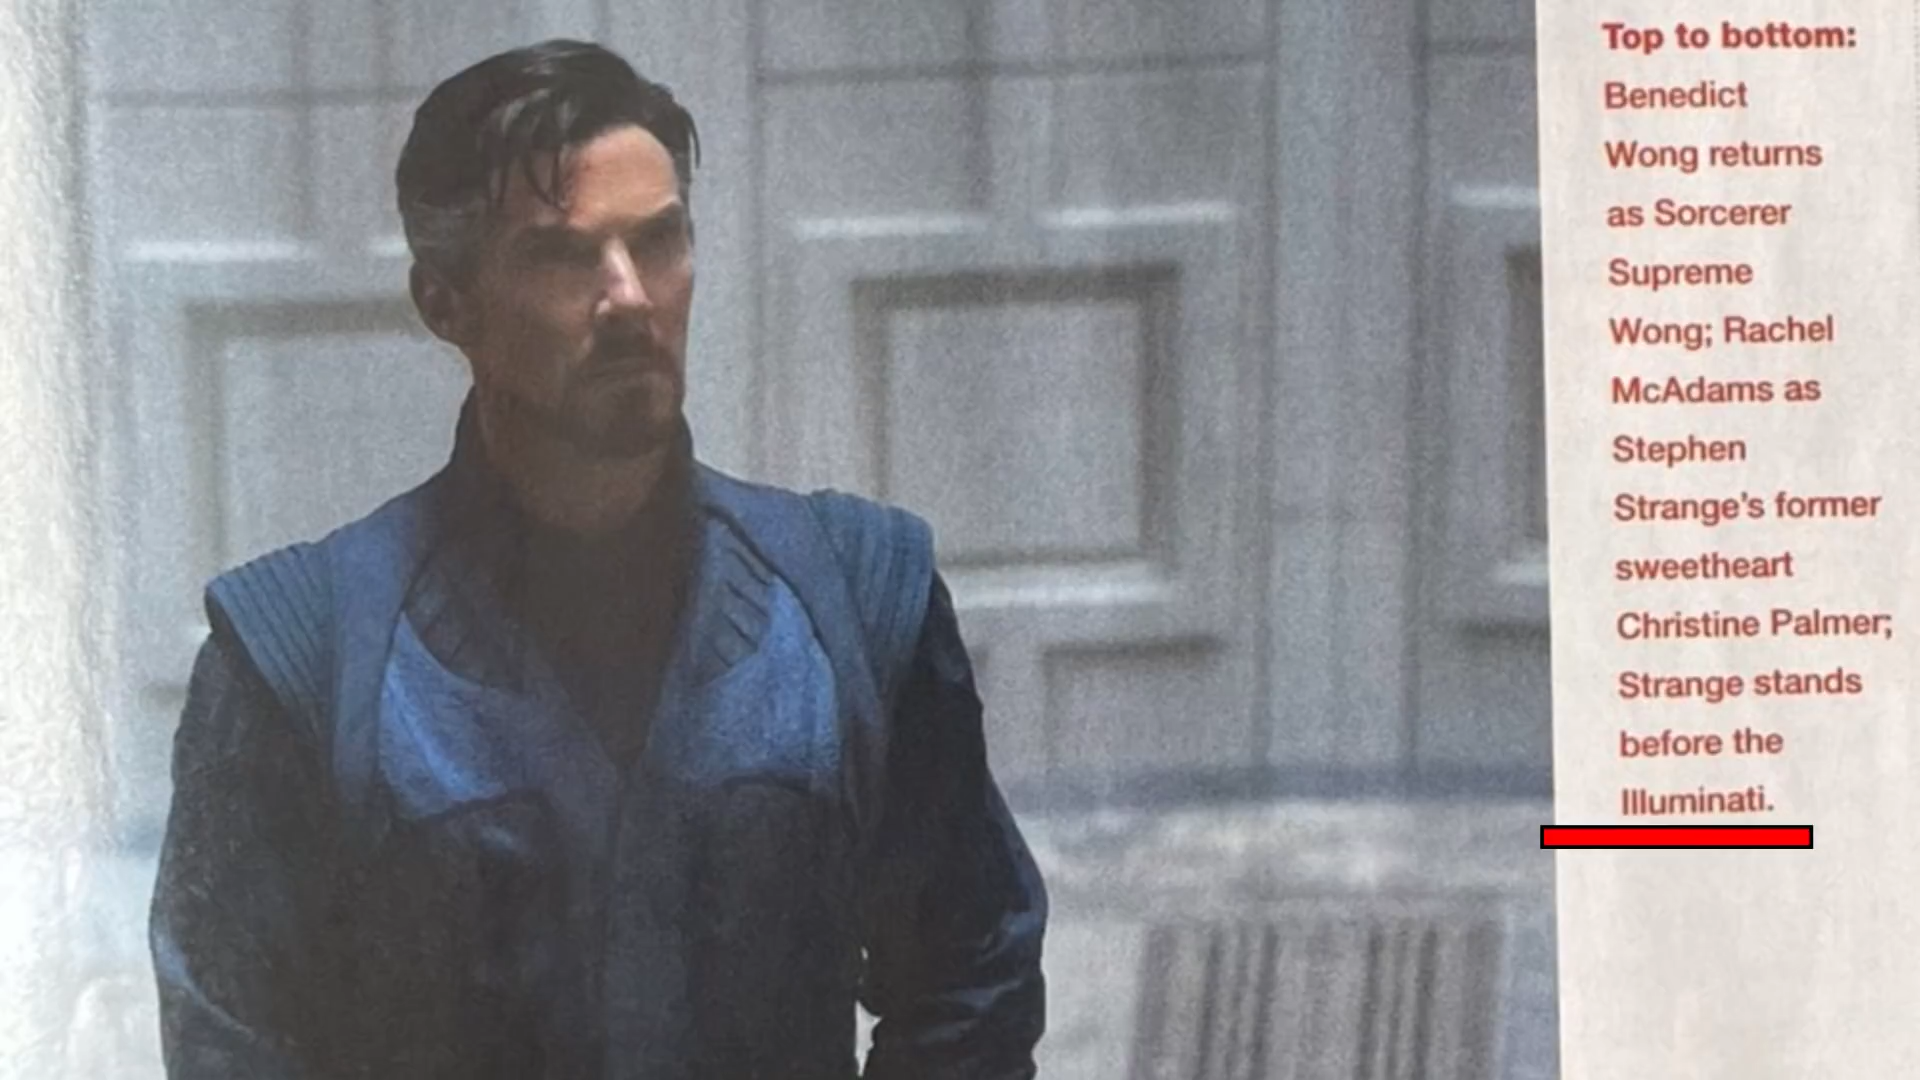 Top to bottom:
Benedict
Wong returns
as Sorcerer
Supreme
Wong; Rachel
McAdams as
Stephen
Strange's former
sweetheart
Christine Palmer;
Strange stands
before the
Illuminati.